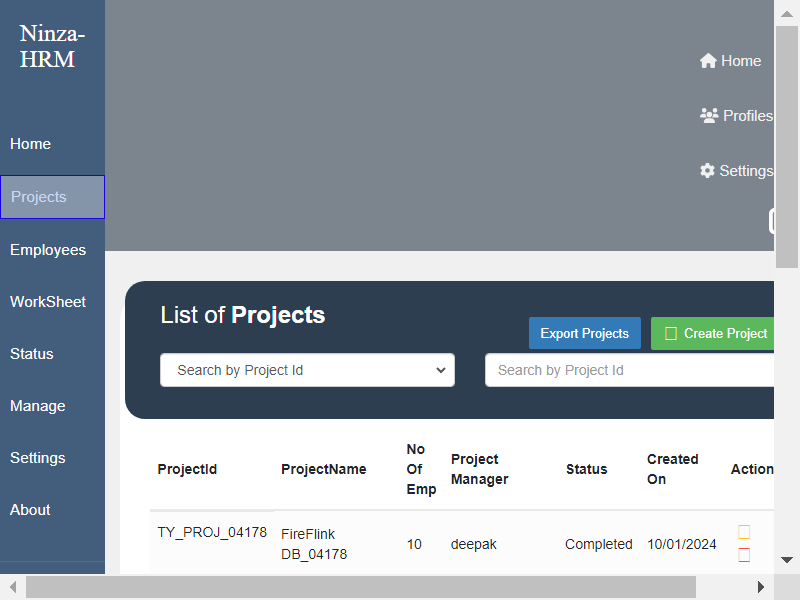 Ninza-
HRM
Home
Projects
Employees
WorkSheet
Status
Manage
Settings
About
Home
Profiles
Settings
List of Projects
Export Projects
Create Project
Search by Project Id
Search by Project Id
ProjectId ProjectName No Of Emp Project Manager Status Created On Action
TY_PROJ_04178 FireFlink DB_04178 10 deepak Completed 10/01/2024